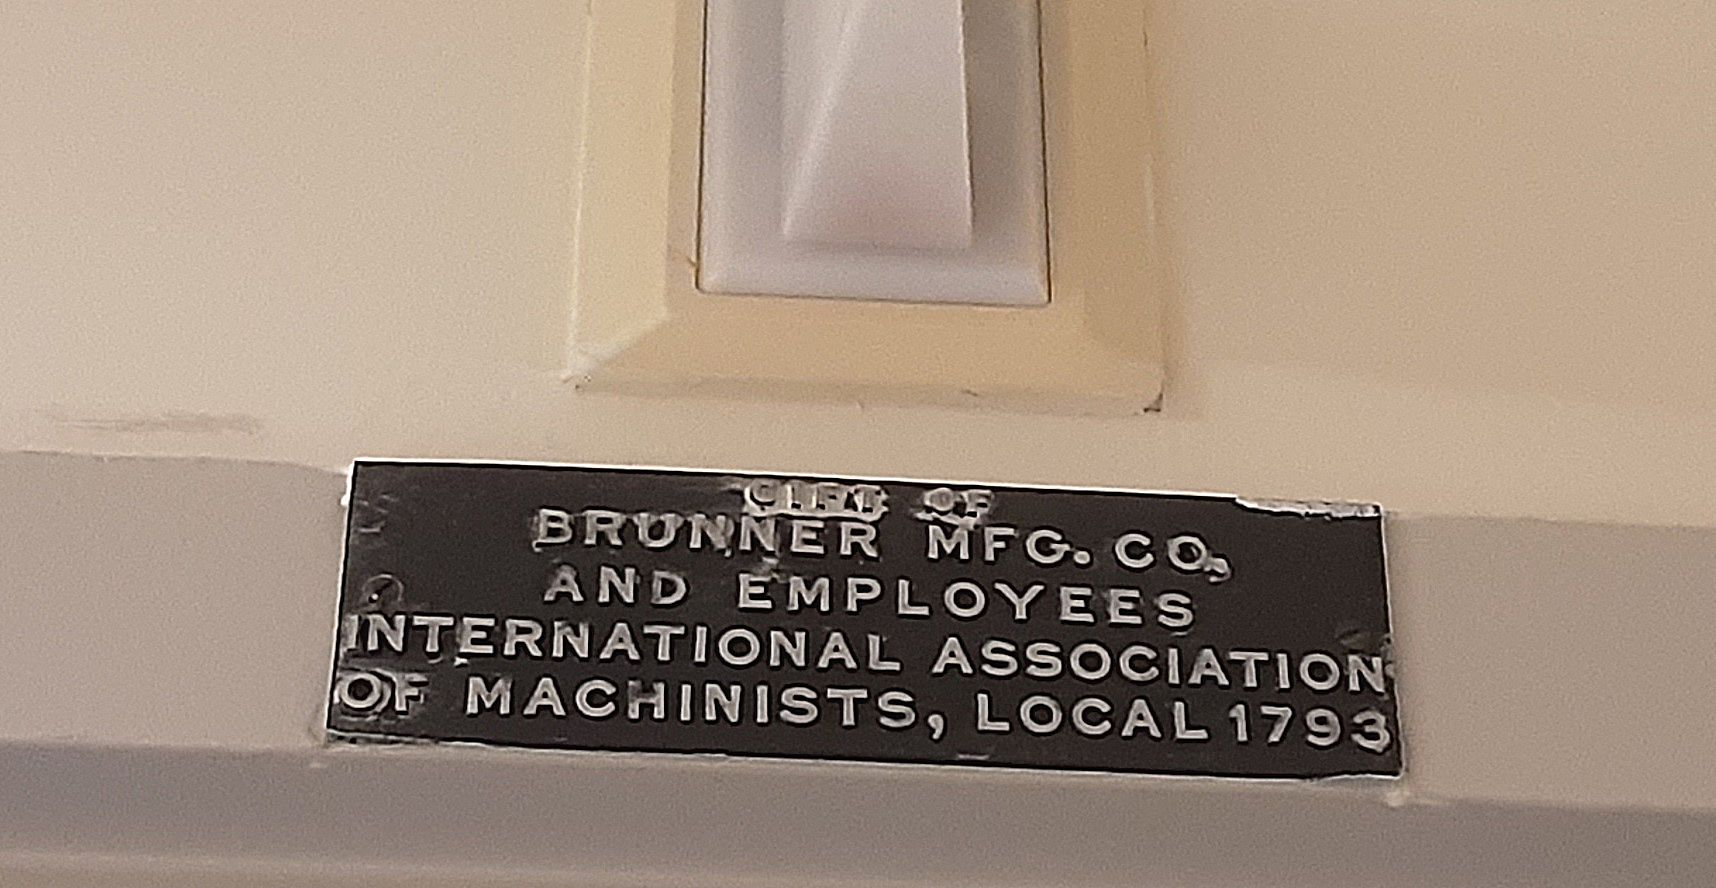 GIFT OF
BRUNNER MFG. CO.
AND EMPLOYEES
INTERNATIONAL ASSOCIATION
OF MACHINISTS, LOCAL 1793